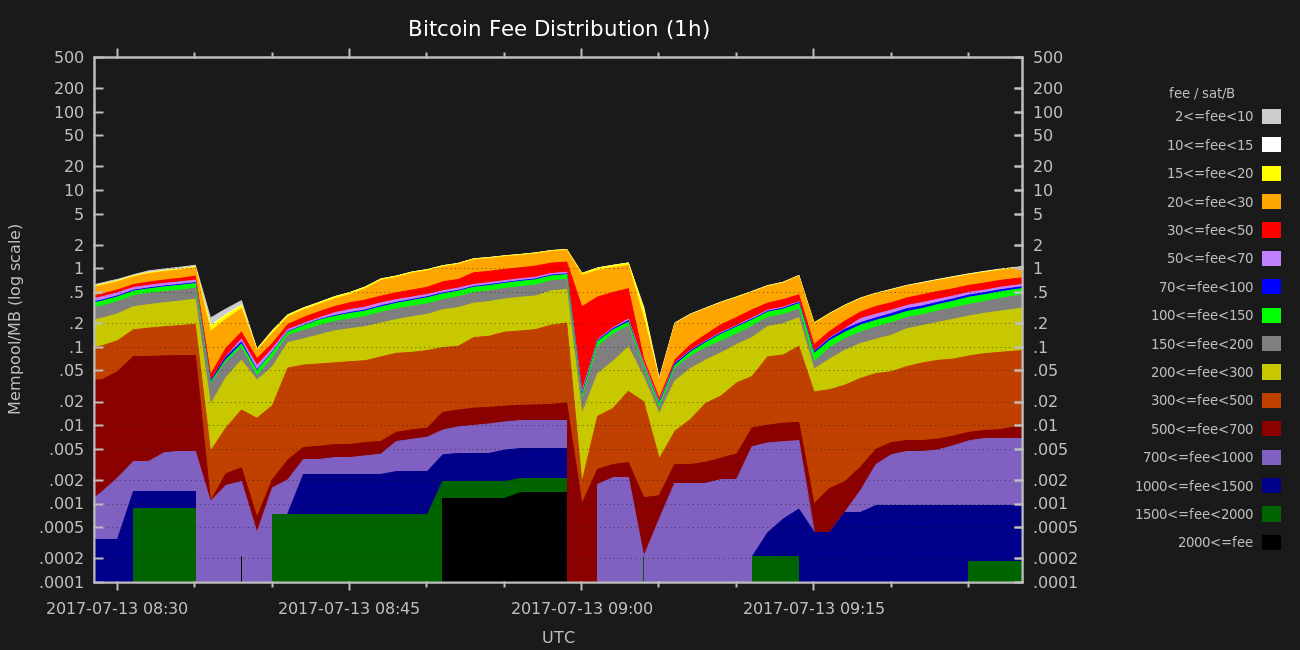 Bitcoin Fee Distribution (1h)
500 500
200 200
100 100
50 50
20 20
10 10
5 5
2 2
1 1
.5 .5
.2 .2
.1 .1
.05 .05
.02 .02
.01 .01
.005 .005
.002 .002
.001 .001
.0005 .0005
.0002 .0002
.0001 .0001
Mempool/MB (log scale)
2017-07-13 08:30 2017-07-13 08:45 2017-07-13 09:00 2017-07-13 09:15
UTC
fee / sat/B
2<=fee<10
10<=fee<15
15<=fee<20
20<=fee<30
30<=fee<50
50<=fee<70
70<=fee<100
100<=fee<150
150<=fee<200
200<=fee<300
300<=fee<500
500<=fee<700
700<=fee<1000
1000<=fee<1500
1500<=fee<2000
2000<=fee